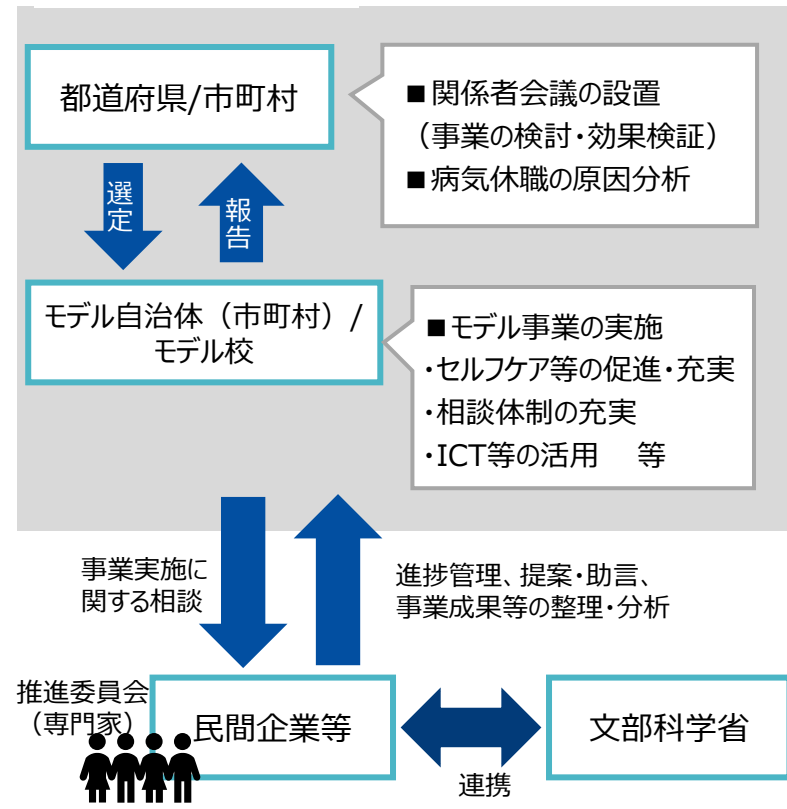 都道府県/市町村
■関係者会議の設置
（事業の検討・効果検証）
■病気休職の原因分析
選定
報告
モデル自治体（市町村）/
モデル校
■モデル事業の実施
・セルフケア等の促進・充実
・相談体制の充実
・ICT等の活用　等
事業実施に
関する相談
進捗管理、提案・助言、
事業成果等の整理・分析
推進委員会
（専門家）
民間企業等
連携
文部科学省